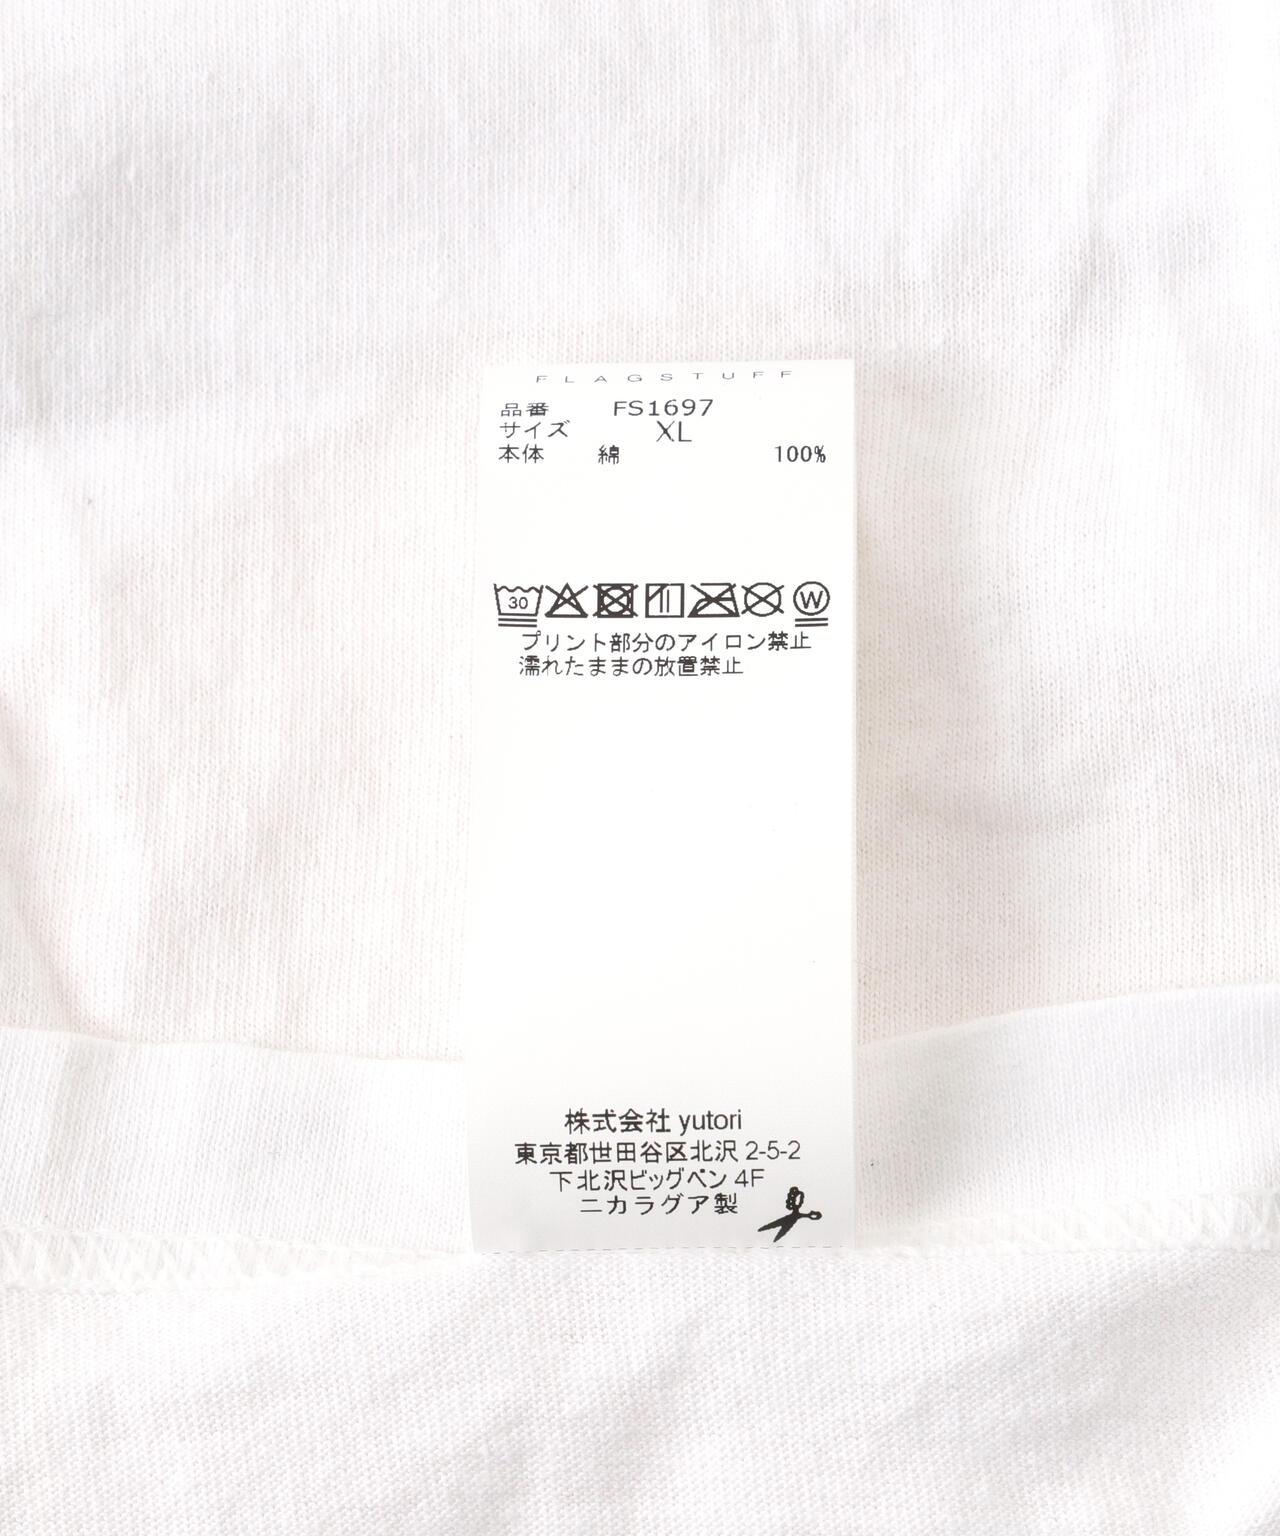 FLAGSTUFF
品番 FS1697
サイズ XL
本体 綿 100%
30 W
プリント部分のアイロン禁止
濡れたままの放置禁止
株式会社 yutori
東京都世田谷区北沢 2-5-2
下北沢ビッグベン 4F
ニカラグア製